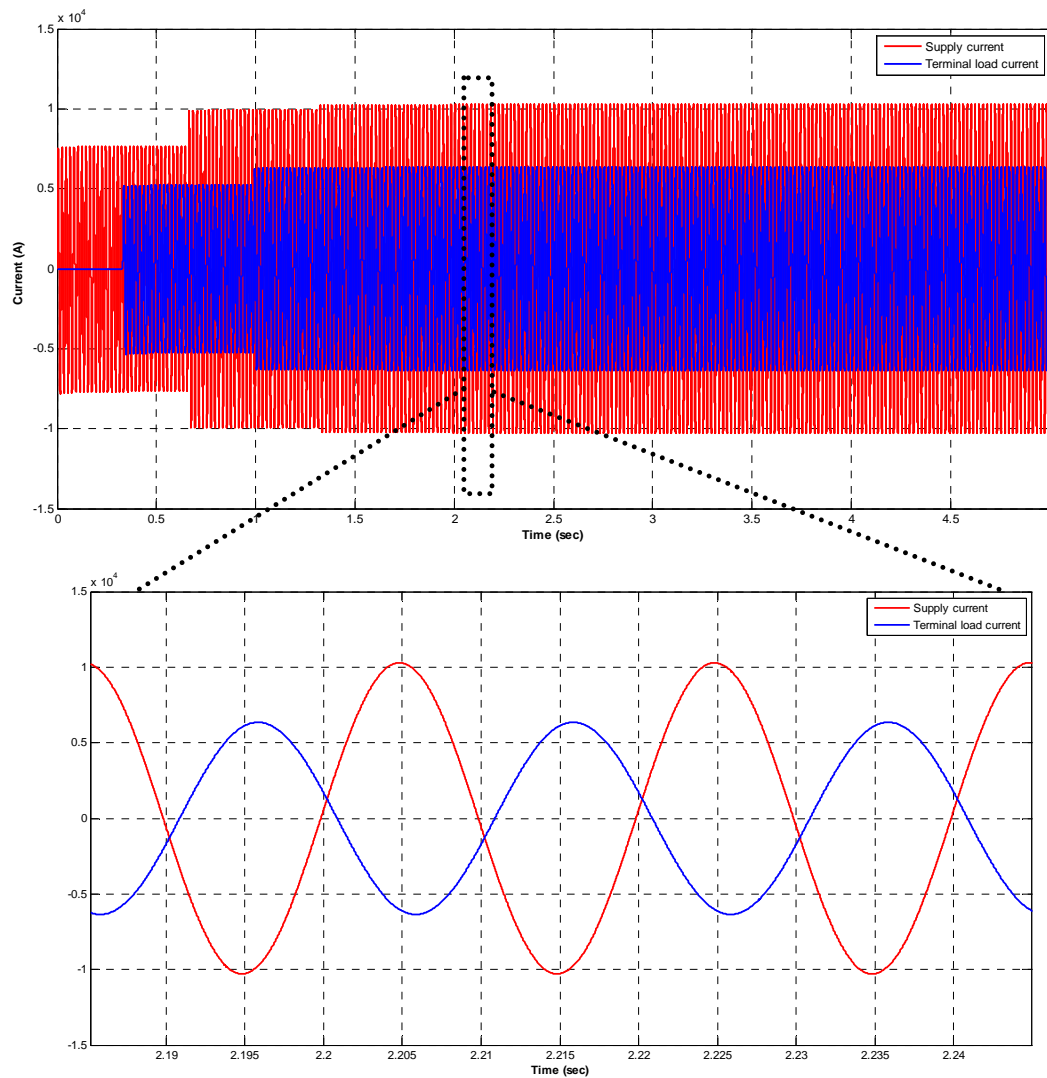 x 10^4
1.5
1
0.5
0
-0.5
-1
-1.5
Current (A)
Supply current
Terminal load current
0 0.5 1 1.5 2 2.5 3 3.5 4 4.5
Time (sec)
x 10^4
1.5
1
0.5
0
-0.5
-1
-1.5
Current (A)
Supply current
Terminal load current
2.19 2.195 2.2 2.205 2.21 2.215 2.22 2.225 2.23 2.235 2.24
Time (sec)